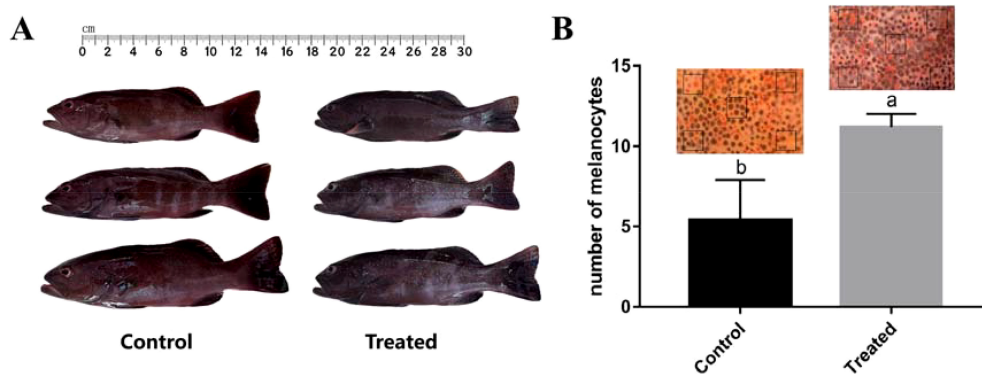 A
cm
0 2 4 6 8 10 12 14 16 18 20 22 24 26 28 30
Control
Treated
B
number of melanocytes
15
10
5
0
b
a
Control
Treated